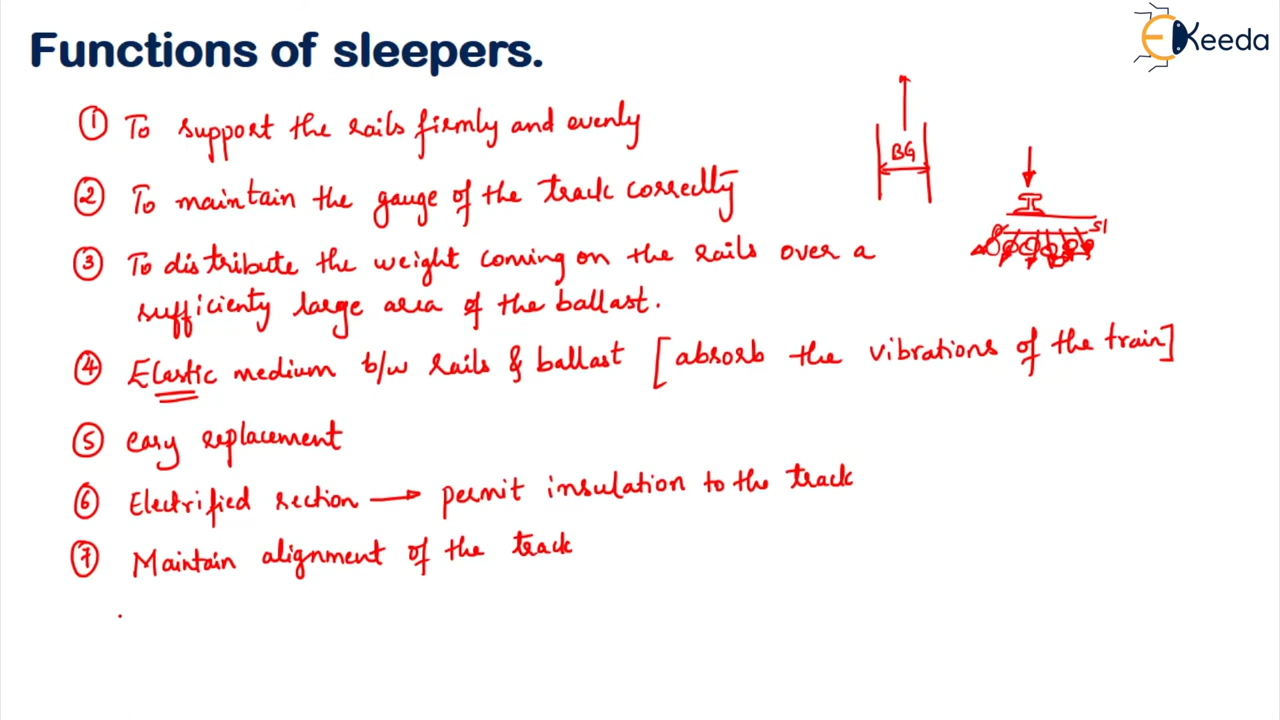 Functions of sleepers.
EKeeda
① To support the rails firmly and evenly
② To maintain the gauge of the track correctly
BG
③ To distribute the weight coming on the rails over a
sl
sufficienty large area of the ballast.
④ Elastic medium b/w rails & ballast [absorb the vibrations of the train]
⑤ easy replacement
⑥ Electrified section → permit insulation to the track
⑦ Maintain alignment of the track